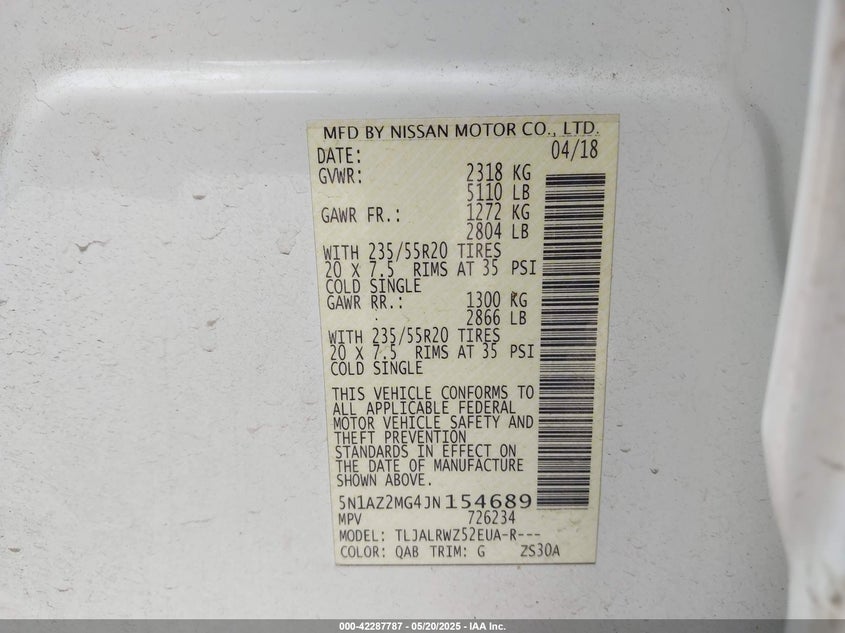 MFD BY NISSAN MOTOR CO., LTD.
DATE: 04/18
GVWR: 2318 KG
5110 LB
GAWR FR.: 1272 KG
2804 LB
WITH 235/55R20 TIRES
20 X 7.5 RIMS AT 35 PSI
COLD SINGLE
GAWR RR.: 1300 KG
2866 LB
WITH 235/55R20 TIRES
20 X 7.5 RIMS AT 35 PSI
COLD SINGLE
THIS VEHICLE CONFORMS TO
ALL APPLICABLE FEDERAL
MOTOR VEHICLE SAFETY AND
THEFT PREVENTION
STANDARDS IN EFFECT ON
THE DATE OF MANUFACTURE
SHOWN ABOVE.
5N1AZ2MG4JN154689
MPV 726234
MODEL: TLJALRWZ52EUA-R---
COLOR: QAB TRIM: G ZS30A
000-42287787 - 05/20/2025 - IAA Inc.